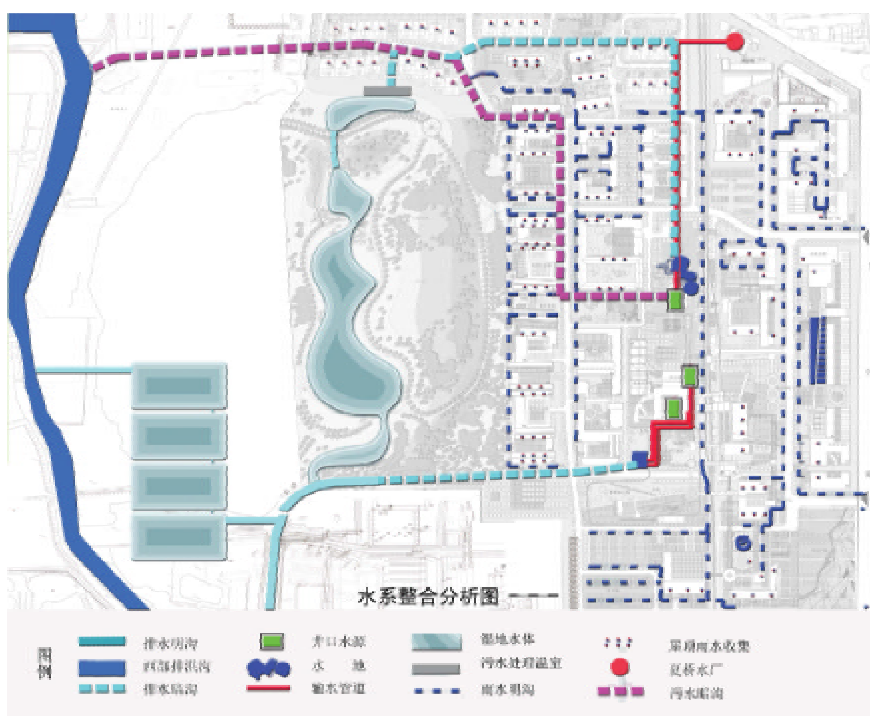 水系整合分析图
图例
排水明沟
井口水源
湿地水体
屋顶雨水收集
西部排洪沟
水 池
污水处理温室
夏桥水厂
排水暗沟
输水管道
雨水明沟
污水暗沟